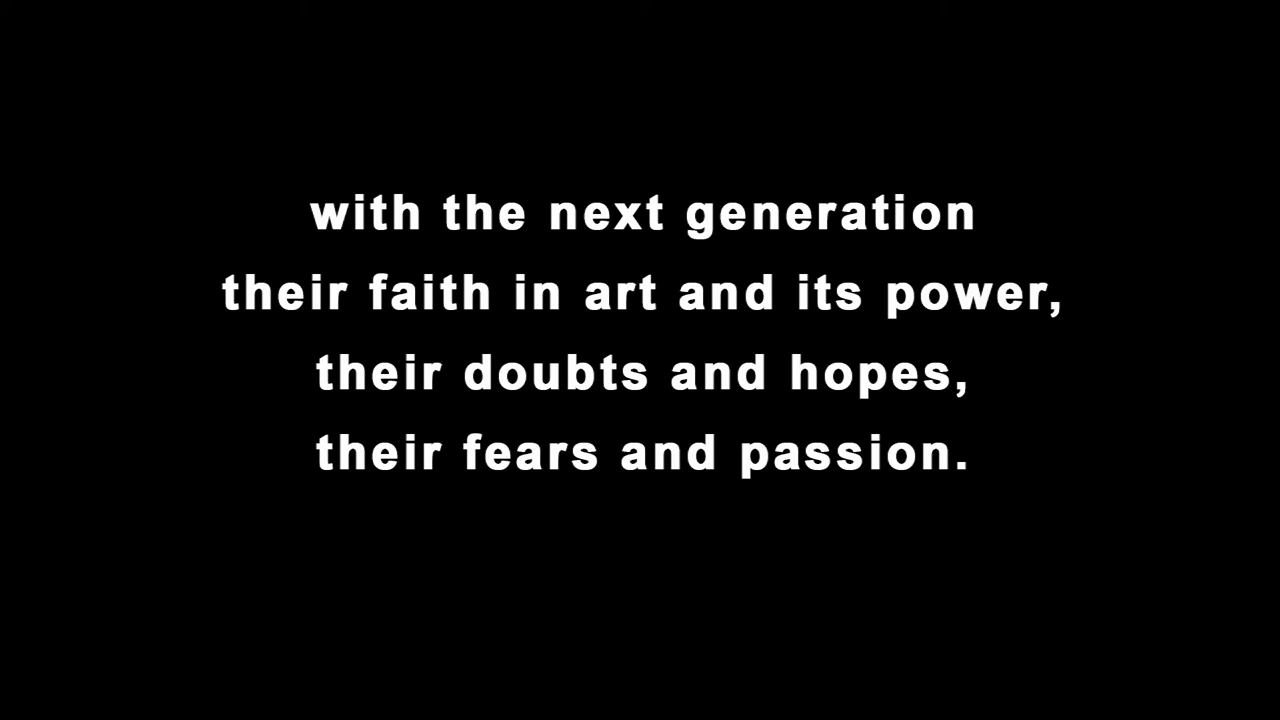 with the next generation
their faith in art and its power,
their doubts and hopes,
their fears and passion.